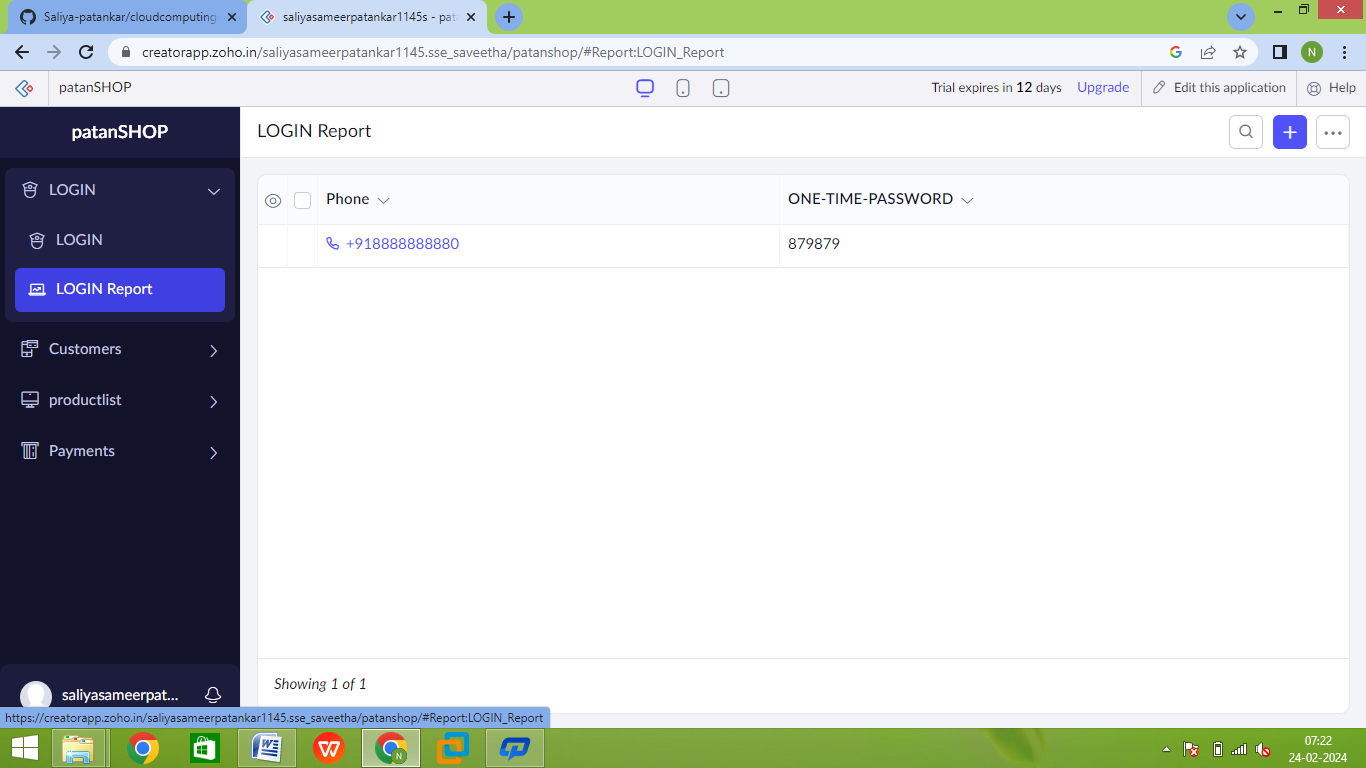 Saliya-patankar/cloudcomputing
saliyasameerpatankar1145s - pat
creatorapp.zoho.in/saliyasameerpatankar1145.sse_saveetha/patanshop/#Report:LOGIN_Report
N
patanSHOP
Trial expires in 12 days
Upgrade
Edit this application
Help
patanSHOP
LOGIN
LOGIN
LOGIN Report
Customers
productlist
Payments
saliyasameerpat...
LOGIN Report
Phone
ONE-TIME-PASSWORD
+918888888880
879879
Showing 1 of 1
https://creatorapp.zoho.in/saliyasameerpatankar1145.sse_saveetha/patanshop/#Report:LOGIN_Report
W
W
N
07:22
24-02-2024